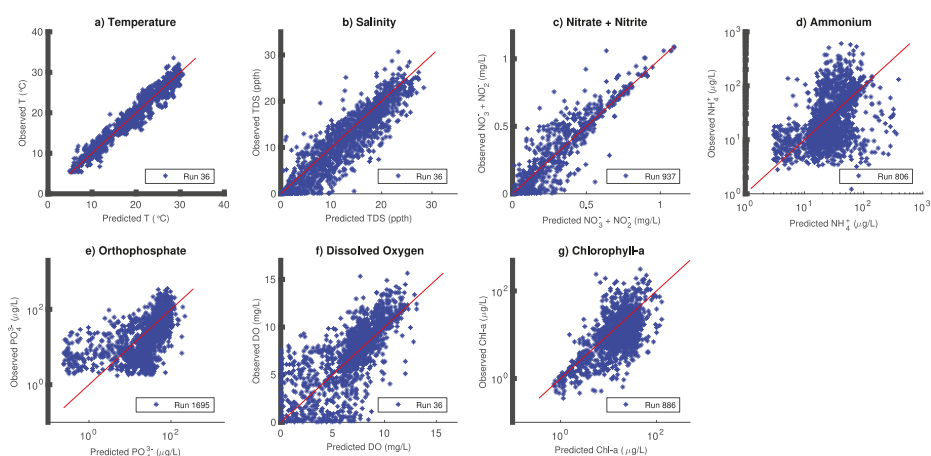 a) Temperature
40
30
20
10
0
Observed T (°C)
0 10 20 30 40
Predicted T (°C)
Run 36
b) Salinity
30
20
10
0
Observed TDS (ppth)
0 10 20 30
Predicted TDS (ppth)
Run 36
c) Nitrate + Nitrite
1
0.5
0
Observed NO₃⁻ + NO₂⁻ (mg/L)
0 0.5 1
Predicted NO₃⁻ + NO₂⁻ (mg/L)
Run 937
d) Ammonium
10³
10²
10¹
10⁰
Observed NH₄⁺ (μg/L)
10⁰ 10¹ 10² 10³
Predicted NH₄⁺ (μg/L)
Run 806
e) Orthophosphate
10²
10⁰
Observed PO₄³⁻ (μg/L)
10⁰ 10²
Predicted PO₄³⁻ (μg/L)
Run 1695
f) Dissolved Oxygen
15
10
5
0
Observed DO (mg/L)
0 5 10 15
Predicted DO (mg/L)
Run 36
g) Chlorophyll-a
10²
10⁰
Observed Chl-a (μg/L)
10⁰ 10²
Predicted Chl-a (μg/L)
Run 886